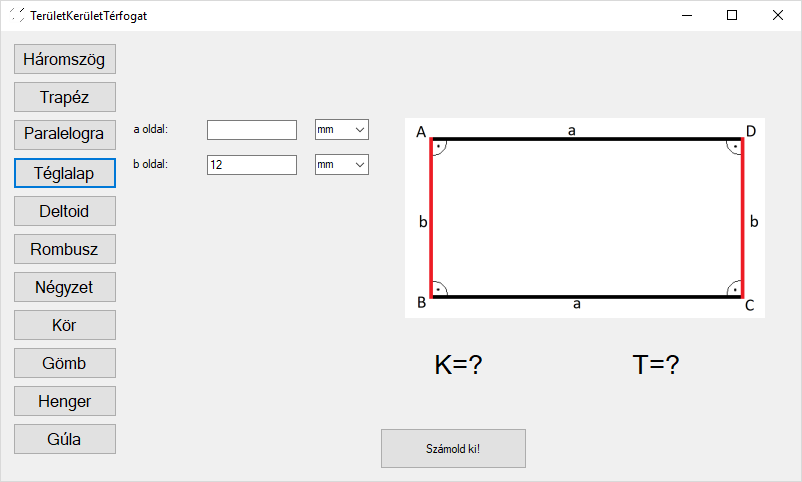 TerületKerületTérfogat
Háromszög
Trapéz
Paralelogra
Téglalap
Deltoid
Rombusz
Négyzet
Kör
Gömb
Henger
Gúla
a oldal: mm
b oldal: 12 mm
A a D
b b
B a C
K=? T=?
Számold ki!